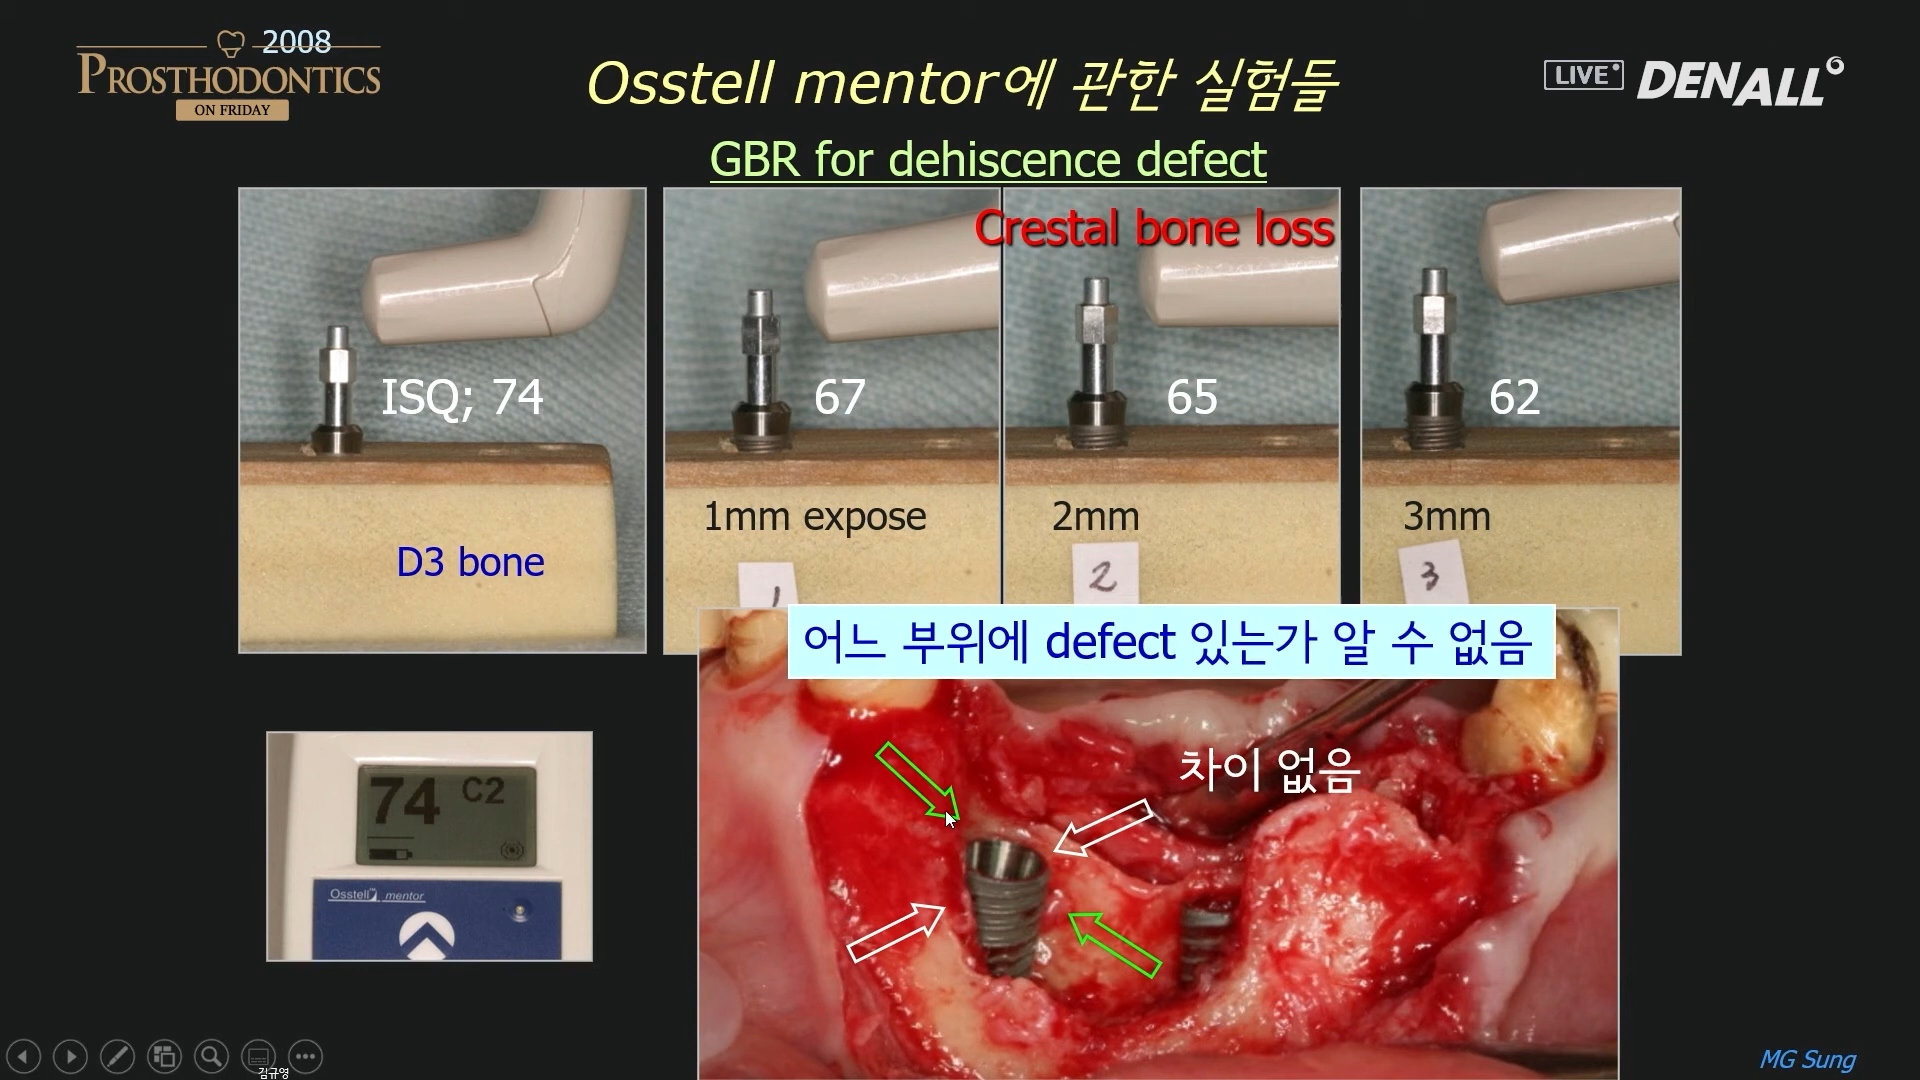 2008
PROSTHODONTICS
ON FRIDAY
Osstell mentor에 관한 실험들
LIVE DENALL
GBR for dehiscence defect
Crestal bone loss
ISQ; 74
67
65
62
1mm expose
2mm
3mm
D3 bone
1
2
3
어느 부위에 defect 있는가 알 수 없음
차이 없음
74 C2
Osstell™ mentor
MG Sung
김규영